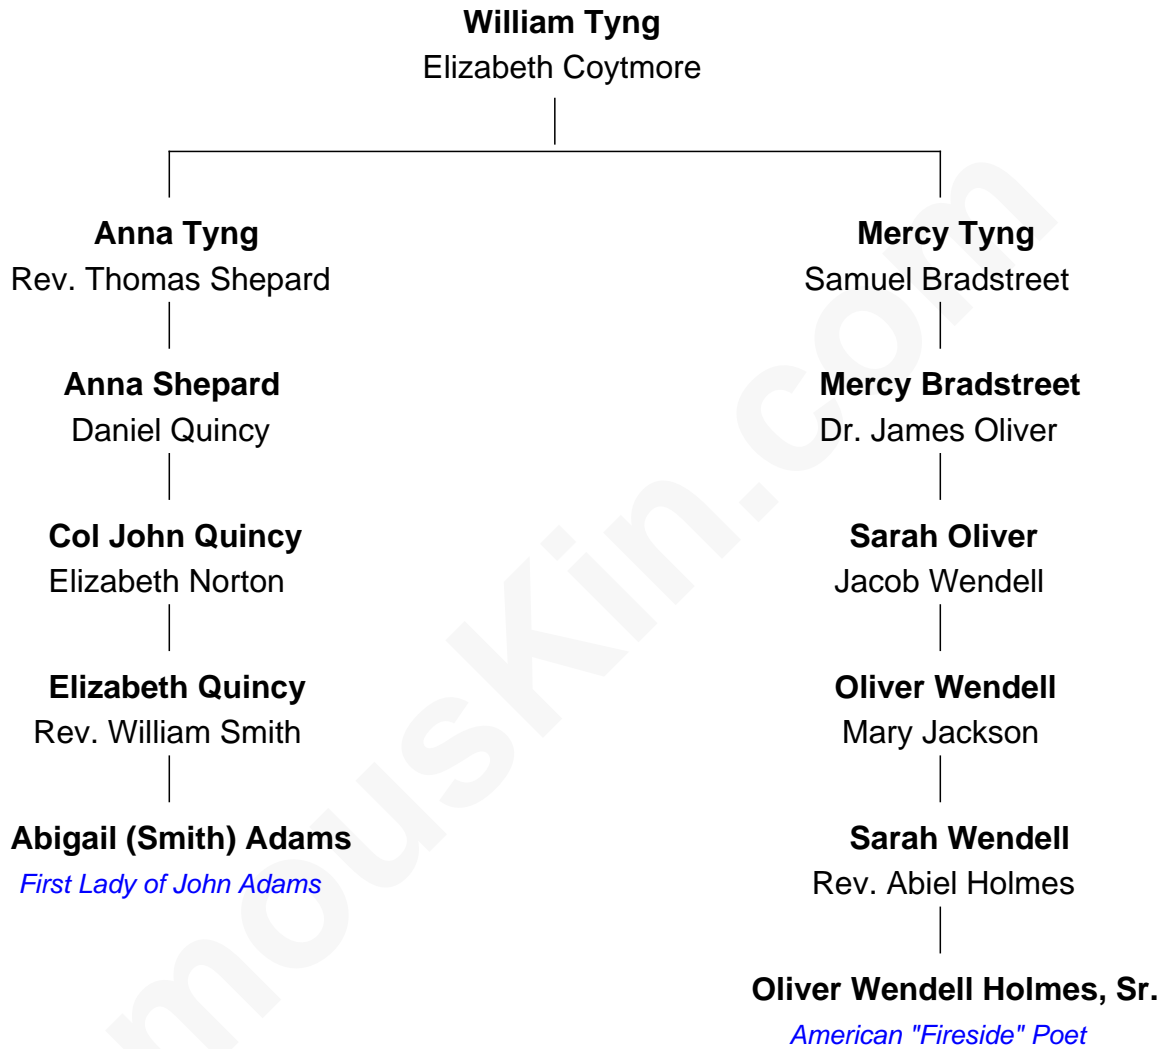 William Tyng
Elizabeth Coytmore
Anna Tyng
Rev. Thomas Shepard
Mercy Tyng
Samuel Bradstreet
Anna Shepard
Daniel Quincy
Mercy Bradstreet
Dr. James Oliver
Col John Quincy
Elizabeth Norton
Sarah Oliver
Jacob Wendell
Elizabeth Quincy
Rev. William Smith
Oliver Wendell
Mary Jackson
Abigail (Smith) Adams
First Lady of John Adams
Sarah Wendell
Rev. Abiel Holmes
Oliver Wendell Holmes, Sr.
American "Fireside" Poet
mousKin.com